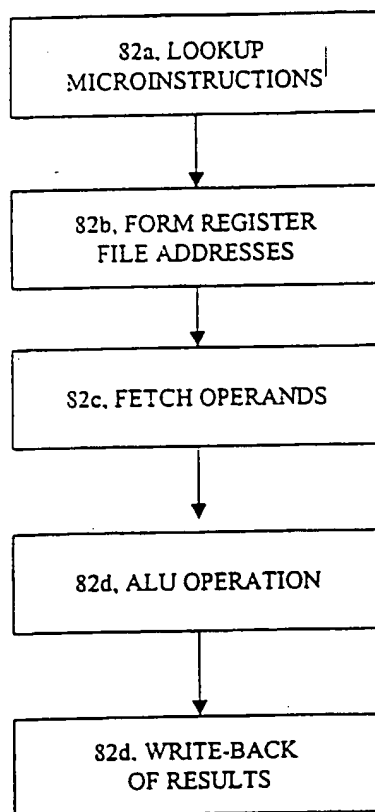 82a, LOOKUP
MICROINSTRUCTIONS
82b, FORM REGISTER
FILE ADDRESSES
82c, FETCH OPERANDS
82d, ALU OPERATION
82d, WRITE-BACK
OF RESULTS